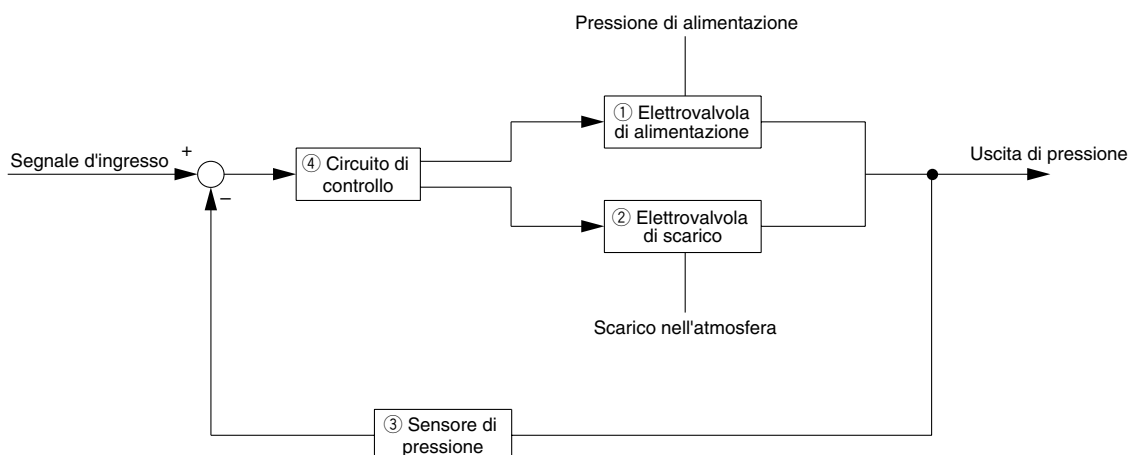 Pressione di alimentazione
① Elettrovalvola
di alimentazione
Segnale d'ingresso
+
−
④ Circuito di
controllo
Uscita di pressione
② Elettrovalvola
di scarico
Scarico nell'atmosfera
③ Sensore di
pressione